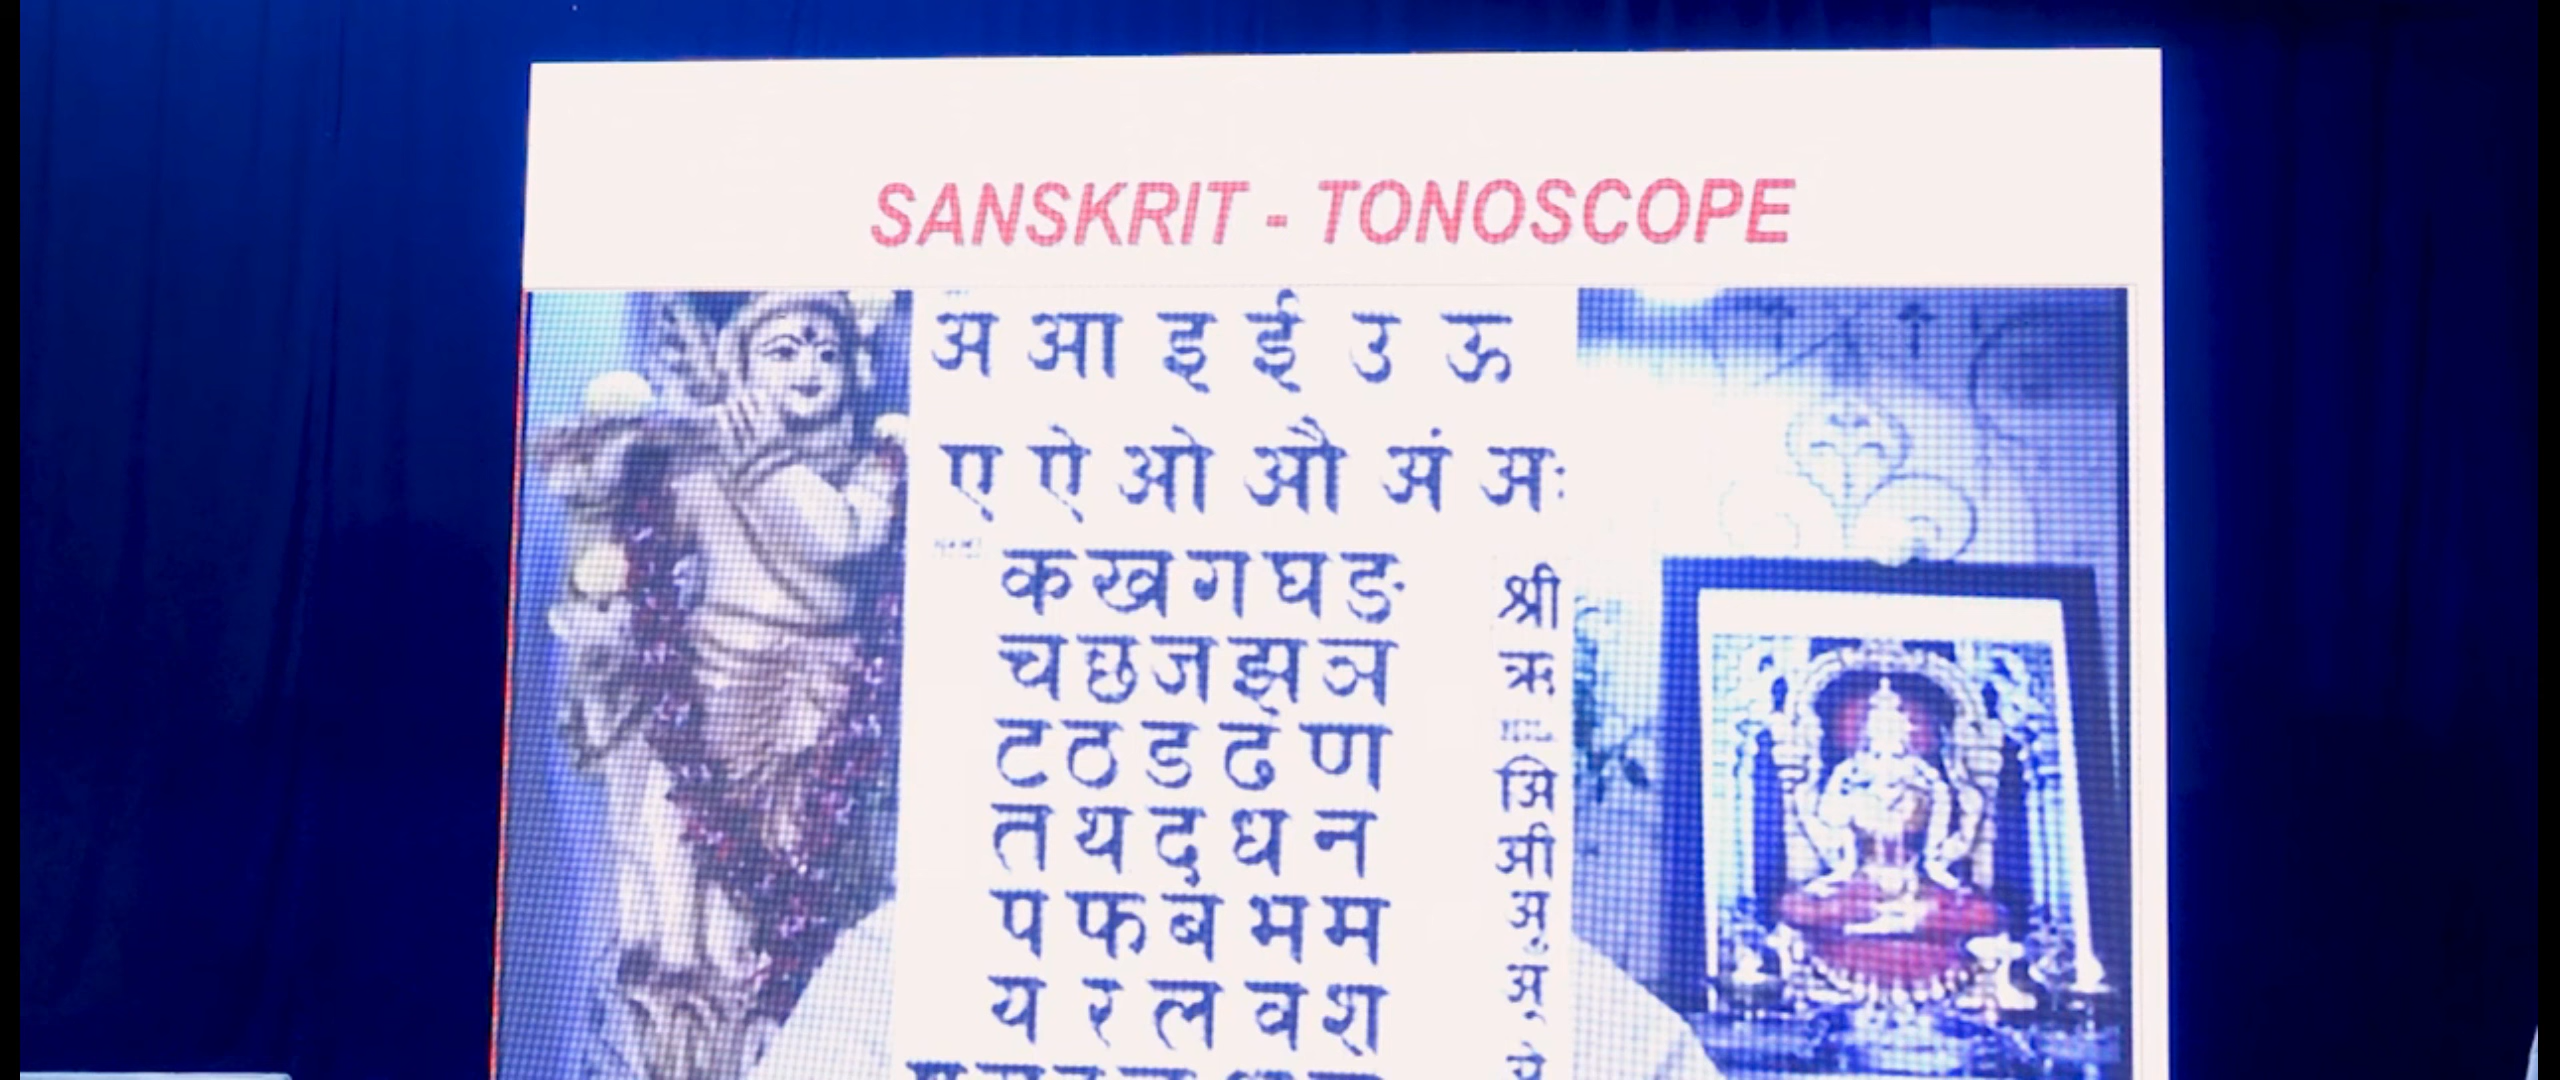 SANSKRIT - TONOSCOPE
अ आ इ ई उ ऊ
ए ऐ ओ औ अं अः
क ख ग घ ङ
च छ ज झ ञ
ट ठ ड ढ ण
त थ द ध न
प फ ब भ म
य र ल व श
श्री
ऋ
अि
अी
अु
अू